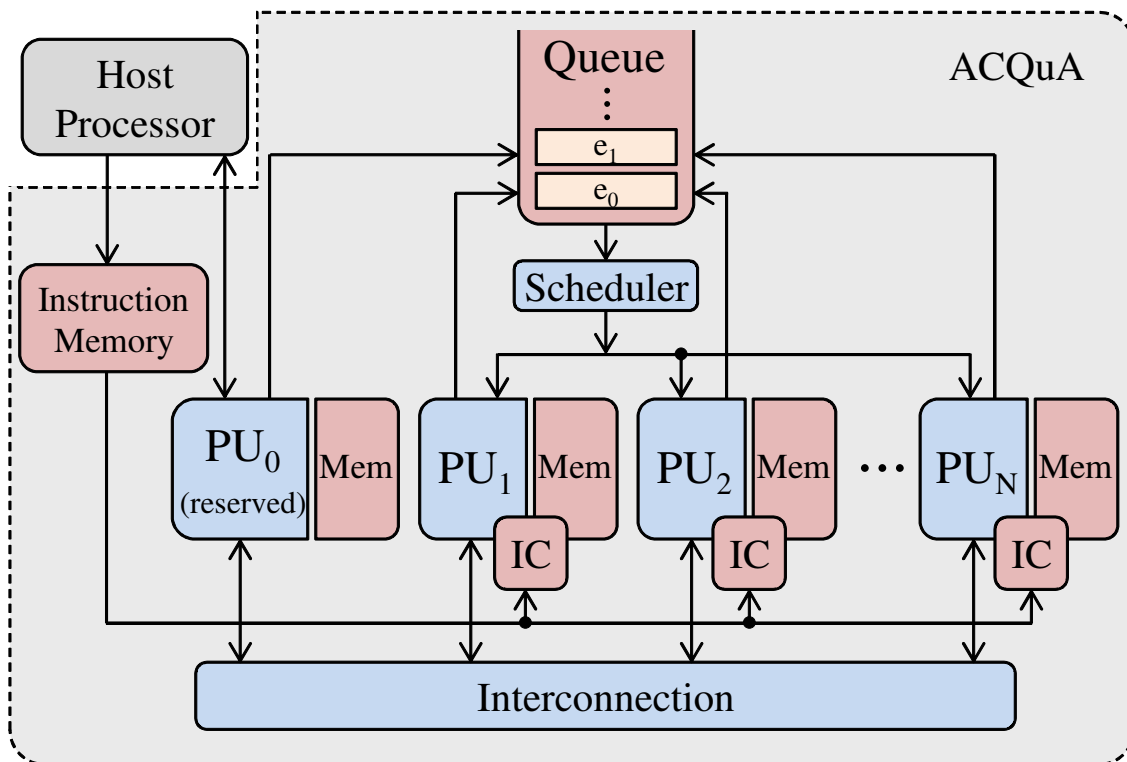 Host
Processor
Queue
⋮
e₁
e₀
ACQuA
Scheduler
Instruction
Memory
PU₀
(reserved)
Mem
PU₁
Mem
IC
PU₂
Mem
IC
⋯
PU_N
Mem
IC
Interconnection